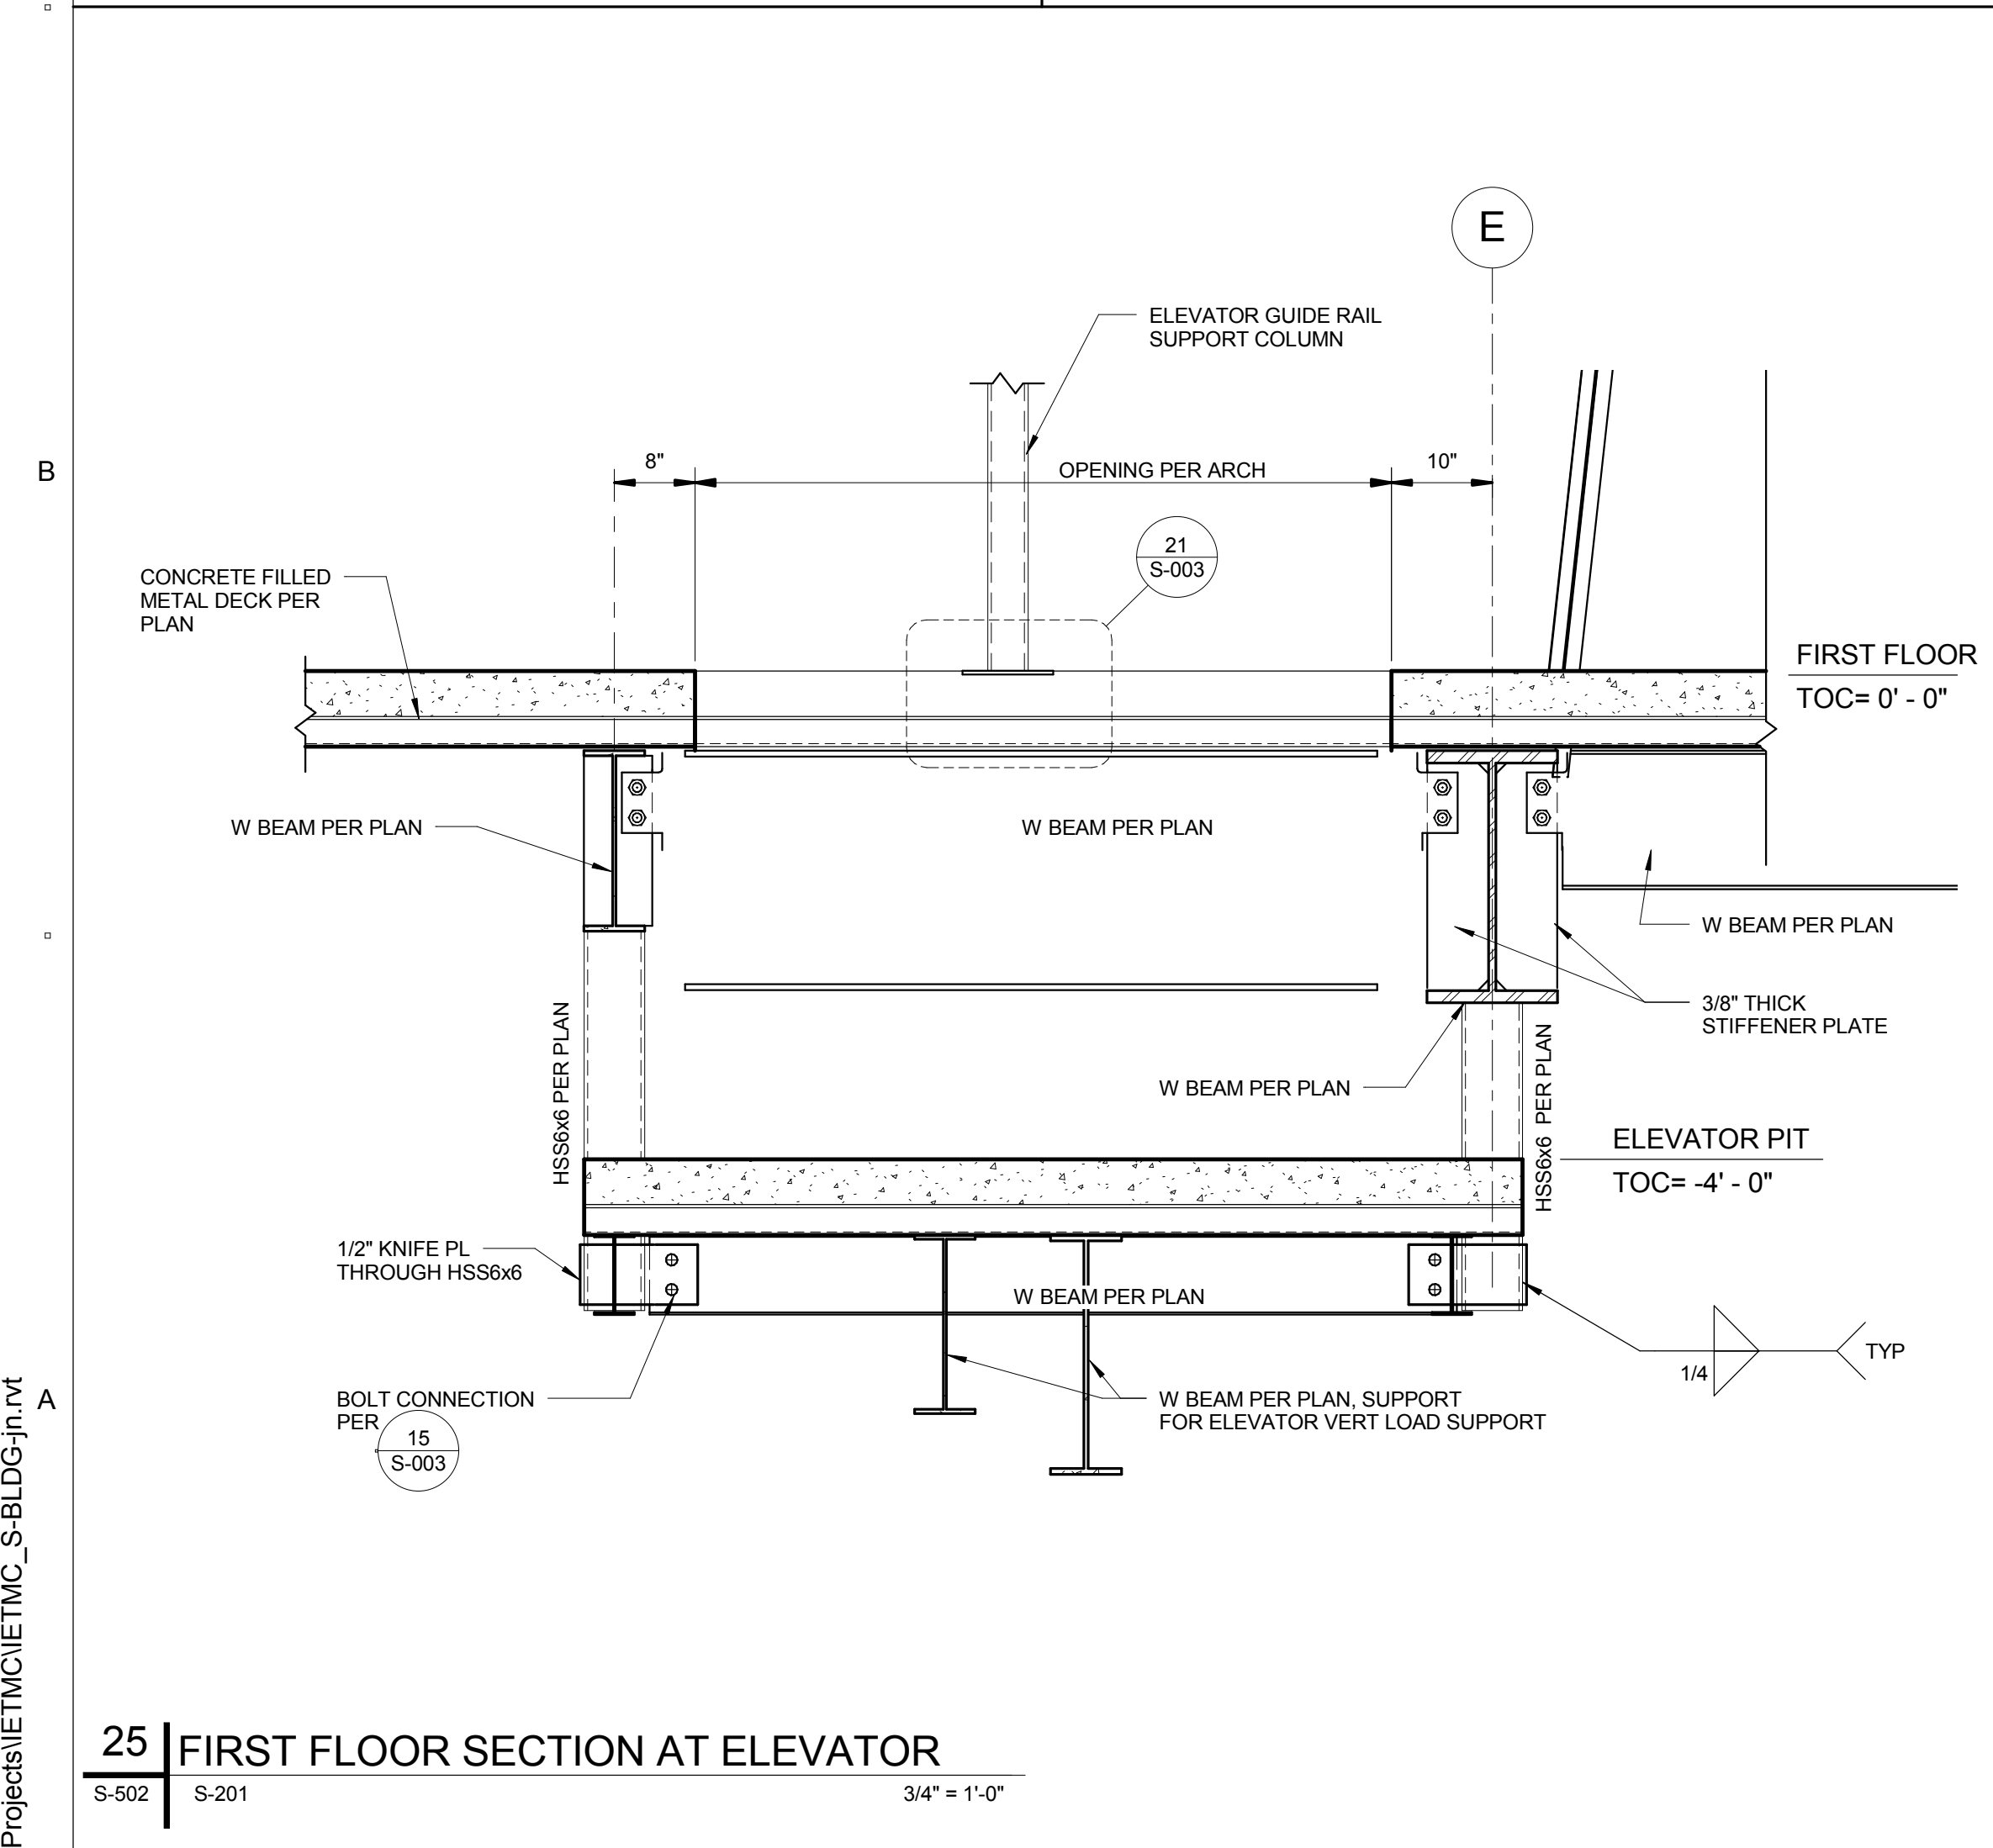 E
ELEVATOR GUIDE RAIL
SUPPORT COLUMN
B
8"
OPENING PER ARCH
10"
21
S-003
CONCRETE FILLED
METAL DECK PER
PLAN
FIRST FLOOR
TOC= 0' - 0"
W BEAM PER PLAN
W BEAM PER PLAN
W BEAM PER PLAN
3/8" THICK
STIFFENER PLATE
HSS6x6 PER PLAN
W BEAM PER PLAN
HSS6x6 PER PLAN
ELEVATOR PIT
TOC= -4' - 0"
1/2" KNIFE PL
THROUGH HSS6x6
W BEAM PER PLAN
1/4
TYP
A
BOLT CONNECTION
PER
15
S-003
W BEAM PER PLAN, SUPPORT
FOR ELEVATOR VERT LOAD SUPPORT
Projects\IETMC\IETMC_S-BLDG-jn.rvt
25
FIRST FLOOR SECTION AT ELEVATOR
S-502
S-201
3/4" = 1'-0"